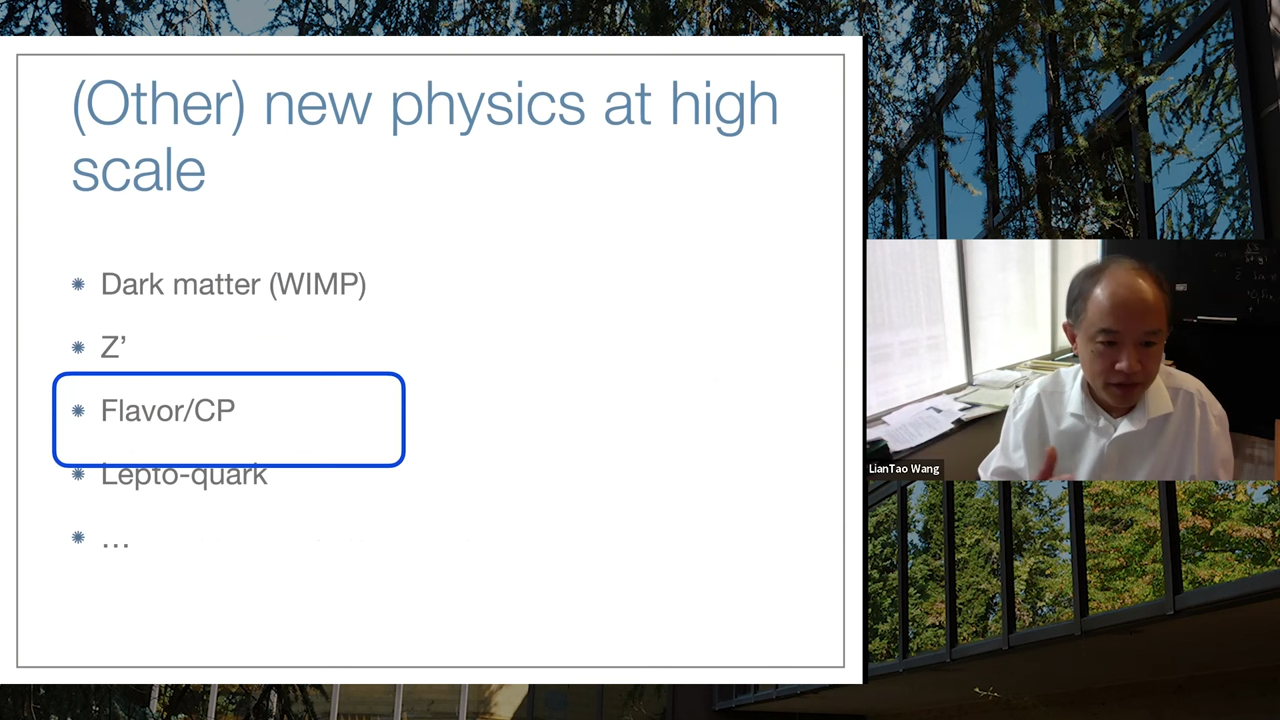 (Other) new physics at high
scale
Dark matter (WIMP)
Z’
Flavor/CP
Lepto-quark
…
LianTao Wang